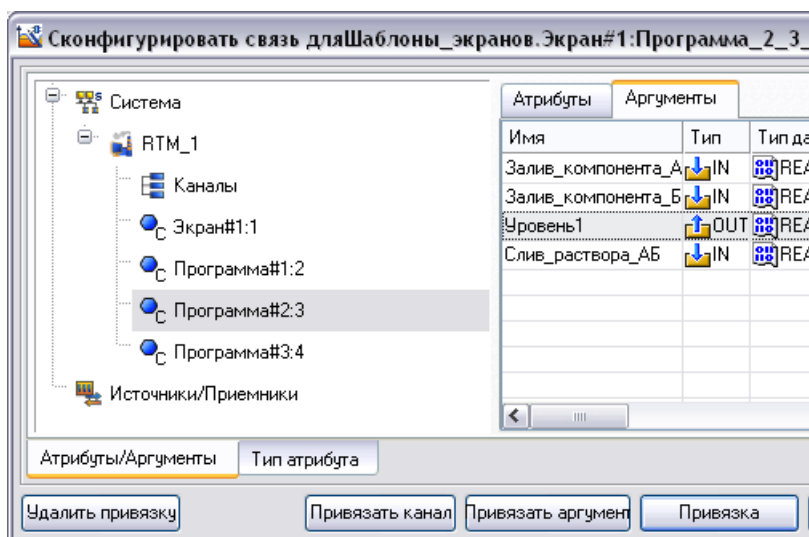 Сконфигурировать связь дляШаблоны_экранов.Экран#1:Программа_2_3_
Система
RTM_1
Каналы
Экран#1:1
Программа#1:2
Программа#2:3
Программа#3:4
Источники/Приемники
Атрибуты Аргументы
Имя Тип Тип да
Залив_компонента_А IN REA
Залив_компонента_Б IN REA
Уровень1 OUT REA
Слив_раствора_АБ IN REA
Атрибуты/Аргументы Тип атрибута
Удалить привязку Привязать канал Привязать аргумент Привязка